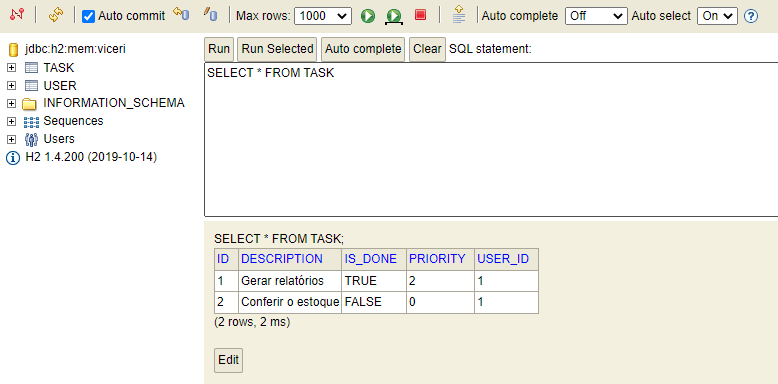 Auto commit Max rows: 1000 Auto complete Off Auto select On
jdbc:h2:mem:viceri
TASK
USER
INFORMATION_SCHEMA
Sequences
Users
H2 1.4.200 (2019-10-14)
Run Run Selected Auto complete Clear SQL statement:
SELECT * FROM TASK
SELECT * FROM TASK;
ID DESCRIPTION IS_DONE PRIORITY USER_ID
1 Gerar relatórios TRUE 2 1
2 Conferir o estoque FALSE 0 1
(2 rows, 2 ms)
Edit